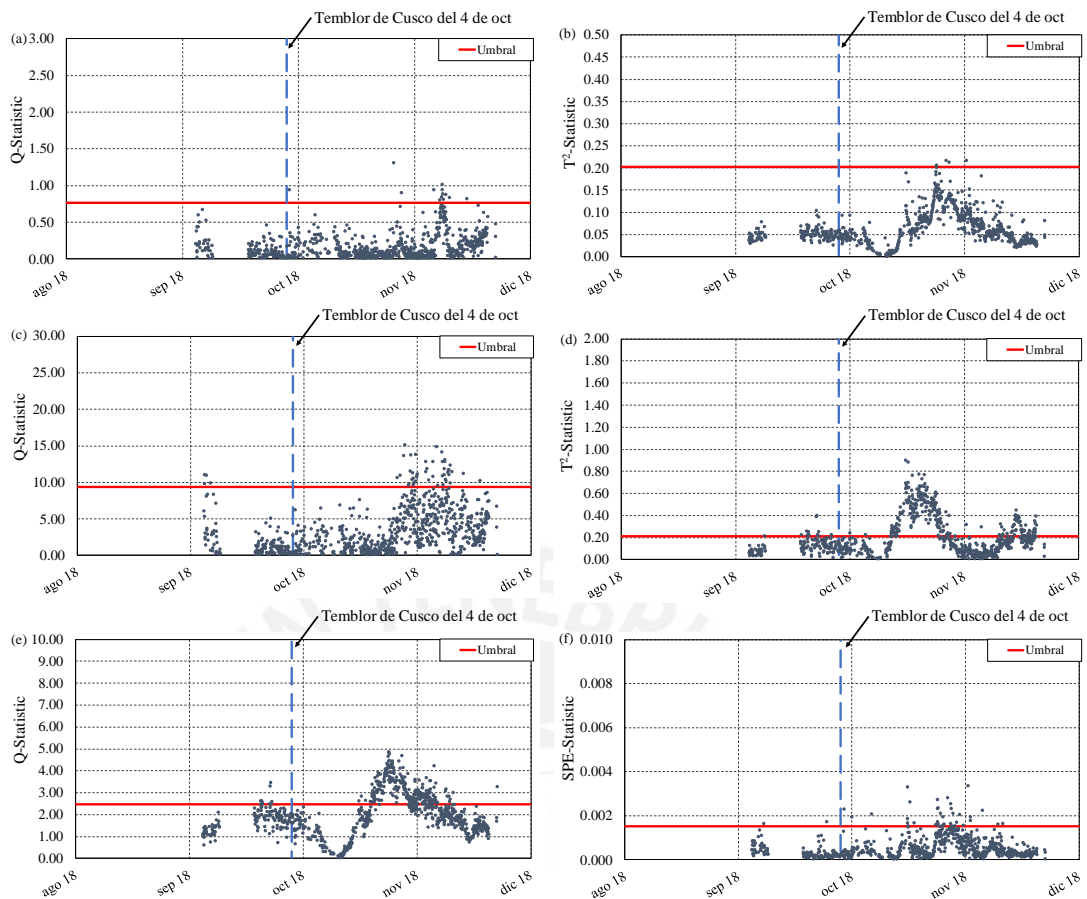 Temblor de Cusco del 4 de oct
(a)
3.00
2.50
2.00
1.50
1.00
0.50
0.00
Q-Statistic
Umbral
ago 18
sep 18
oct 18
nov 18
dic 18
Temblor de Cusco del 4 de oct
(b)
0.50
0.45
0.40
0.35
0.30
0.25
0.20
0.15
0.10
0.05
0.00
T²-Statistic
Umbral
ago 18
sep 18
oct 18
nov 18
dic 18
Temblor de Cusco del 4 de oct
(c)
30.00
25.00
20.00
15.00
10.00
5.00
0.00
Q-Statistic
Umbral
ago 18
sep 18
oct 18
nov 18
dic 18
Temblor de Cusco del 4 de oct
(d)
2.00
1.80
1.60
1.40
1.20
1.00
0.80
0.60
0.40
0.20
0.00
T²-Statistic
Umbral
ago 18
sep 18
oct 18
nov 18
dic 18
Temblor de Cusco del 4 de oct
(e)
10.00
9.00
8.00
7.00
6.00
5.00
4.00
3.00
2.00
1.00
0.00
Q-Statistic
Umbral
ago 18
sep 18
oct 18
nov 18
dic 18
Temblor de Cusco del 4 de oct
(f)
0.010
0.008
0.006
0.004
0.002
0.000
SPE-Statistic
Umbral
ago 18
sep 18
oct 18
nov 18
dic 18